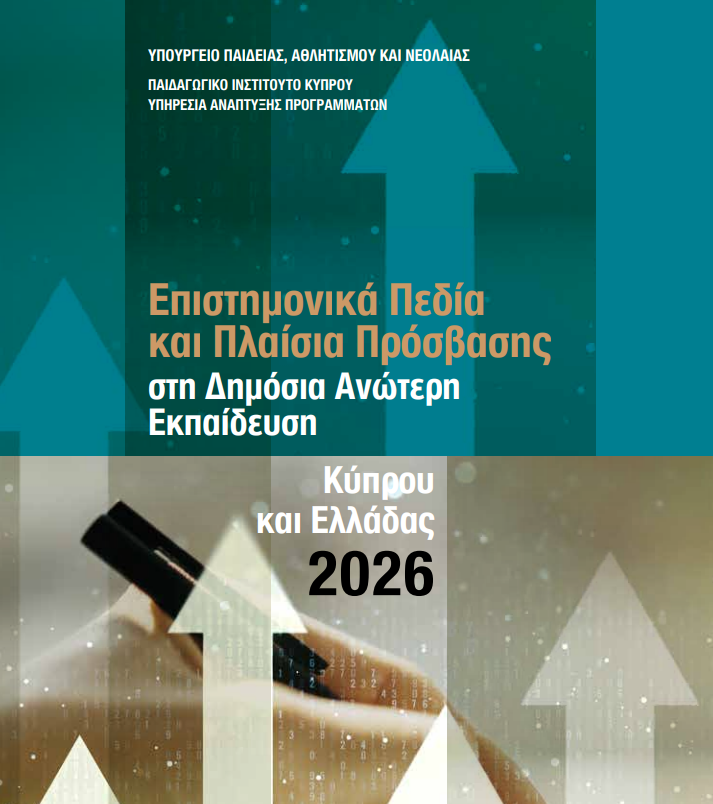 ΥΠΟΥΡΓΕΙΟ ΠΑΙΔΕΙΑΣ, ΑΘΛΗΤΙΣΜΟΥ ΚΑΙ ΝΕΟΛΑΙΑΣ
ΠΑΙΔΑΓΩΓΙΚΟ ΙΝΣΤΙΤΟΥΤΟ ΚΥΠΡΟΥ
ΥΠΗΡΕΣΙΑ ΑΝΑΠΤΥΞΗΣ ΠΡΟΓΡΑΜΜΑΤΩΝ
Επιστημονικά Πεδία
και Πλαίσια Πρόσβασης
στη Δημόσια Ανώτερη
Εκπαίδευση
Κύπρου
και Ελλάδας
2026